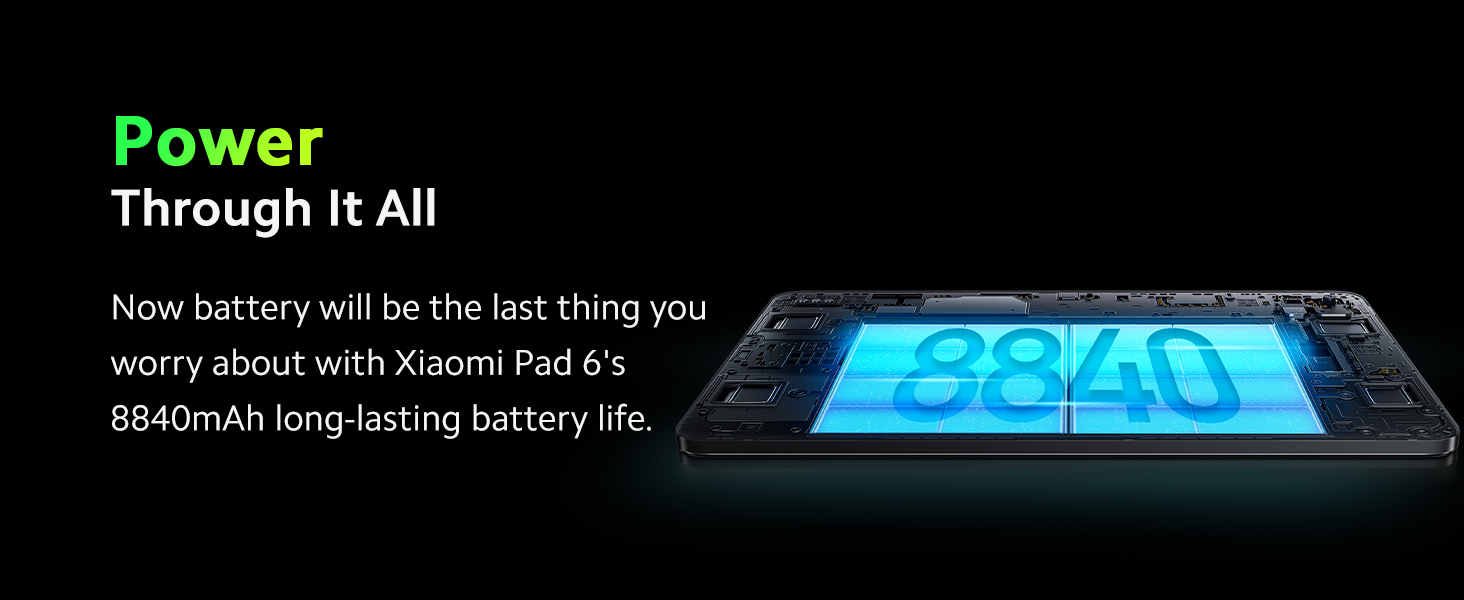 Power
Through It All
Now battery will be the last thing you
worry about with Xiaomi Pad 6's
8840mAh long-lasting battery life.
8840